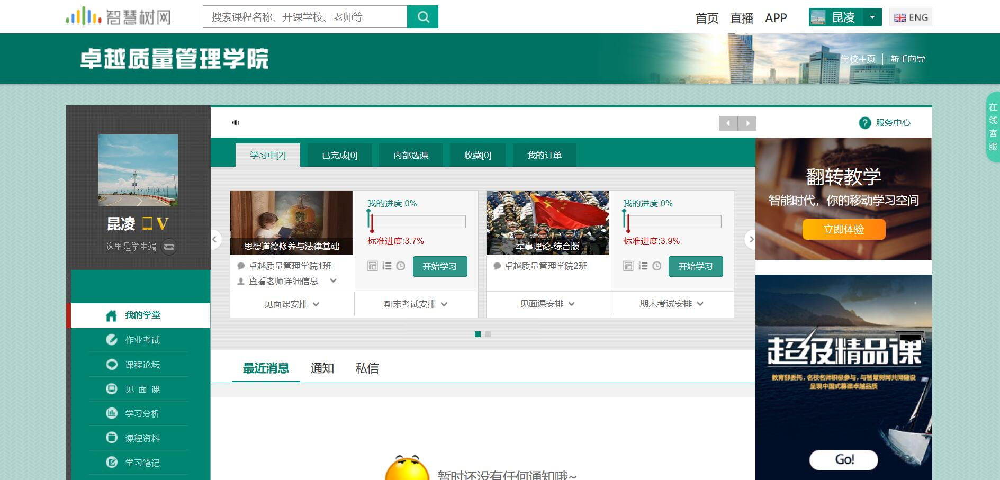 智慧树网
搜索课程名称、开课学校、老师等
首页 直播 APP
昆凌
ENG
卓越质量管理学院
学校主页
新手向导
在线客服
服务中心
学习中[2]
已完成[0]
内部选课
收藏[0]
我的订单
昆凌 V
这里是学生端
我的学堂
作业考试
课程论坛
见 面 课
学习分析
课程资料
学习笔记
思想道德修养与法律基础
我的进度:0%
标准进度:3.7%
卓越质量管理学院1班
查看老师详细信息
开始学习
见面课安排
期末考试安排
军事理论-综合版
我的进度:0%
标准进度:3.9%
卓越质量管理学院2班
开始学习
见面课安排
期末考试安排
最近消息
通知
私信
暂时还没有任何通知哦~
翻转教学
智能时代，你的移动学习空间
立即体验
超级精品课
教育部委托，名校名师积极参与，与智慧树网共同建设
呈现中国式慕课卓越品质
Go!